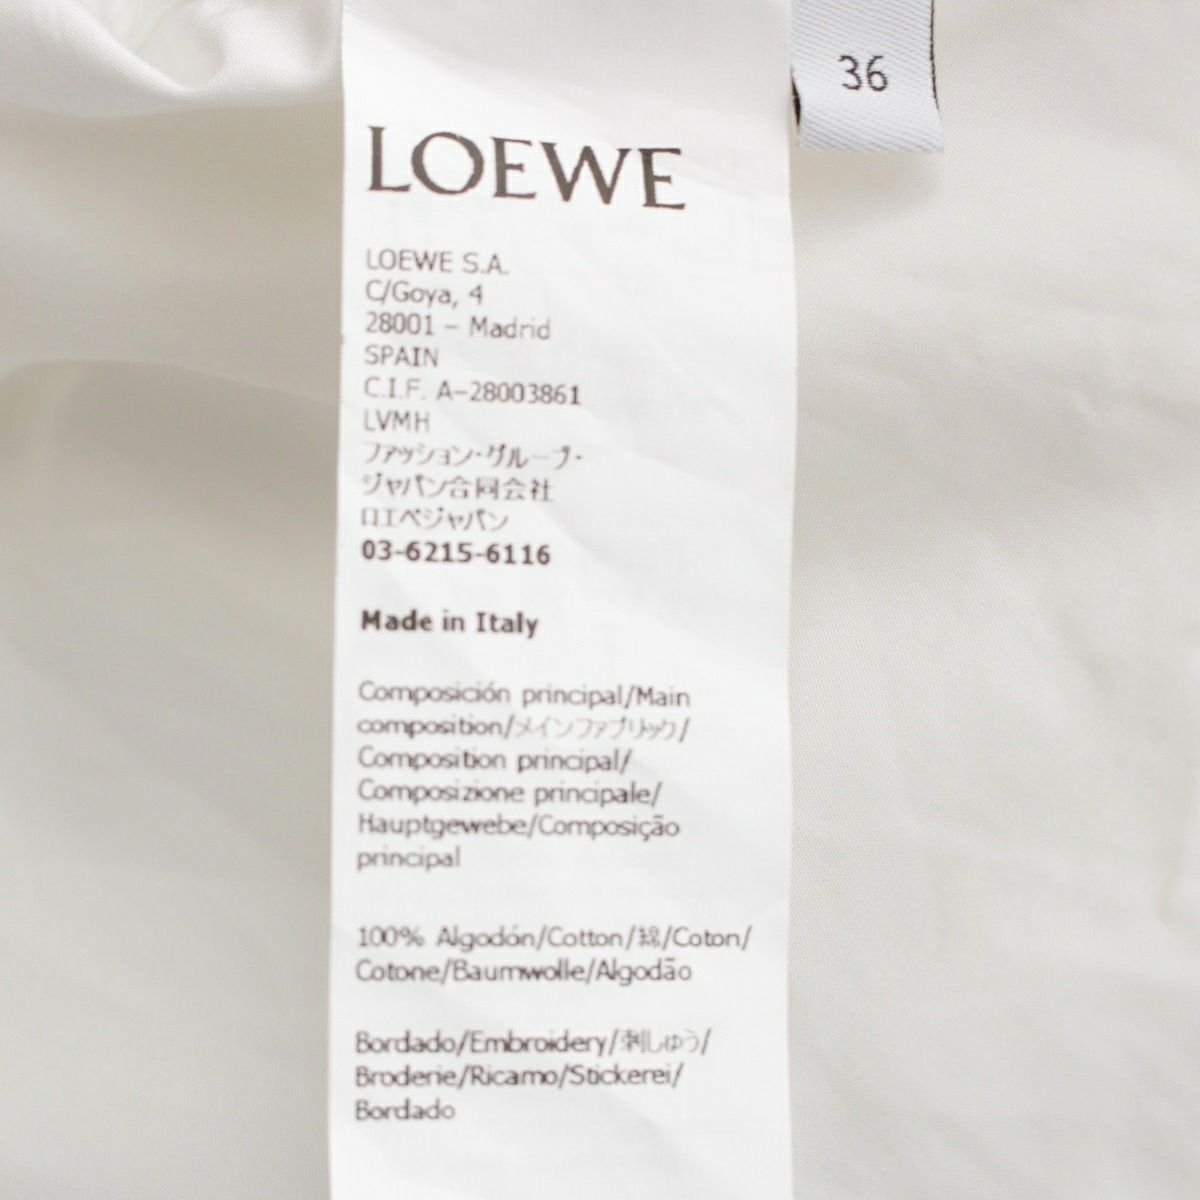 36
LOEWE
LOEWE S.A.
C/Goya, 4
28001 – Madrid
SPAIN
C.I.F. A-28003861
LVMH
ファッション・グループ・
ジャパン合同会社
ロエベジャパン
03-6215-6116
Made in Italy
Composición principal/Main
composition/メインファブリック/
Composition principal/
Composizione principale/
Hauptgewebe/Composição
principal
100% Algodón/Cotton/綿/Coton/
Cotone/Baumwolle/Algodão
Bordado/Embroidery/刺しゅう/
Broderie/Ricamo/Stickerei/
Bordado